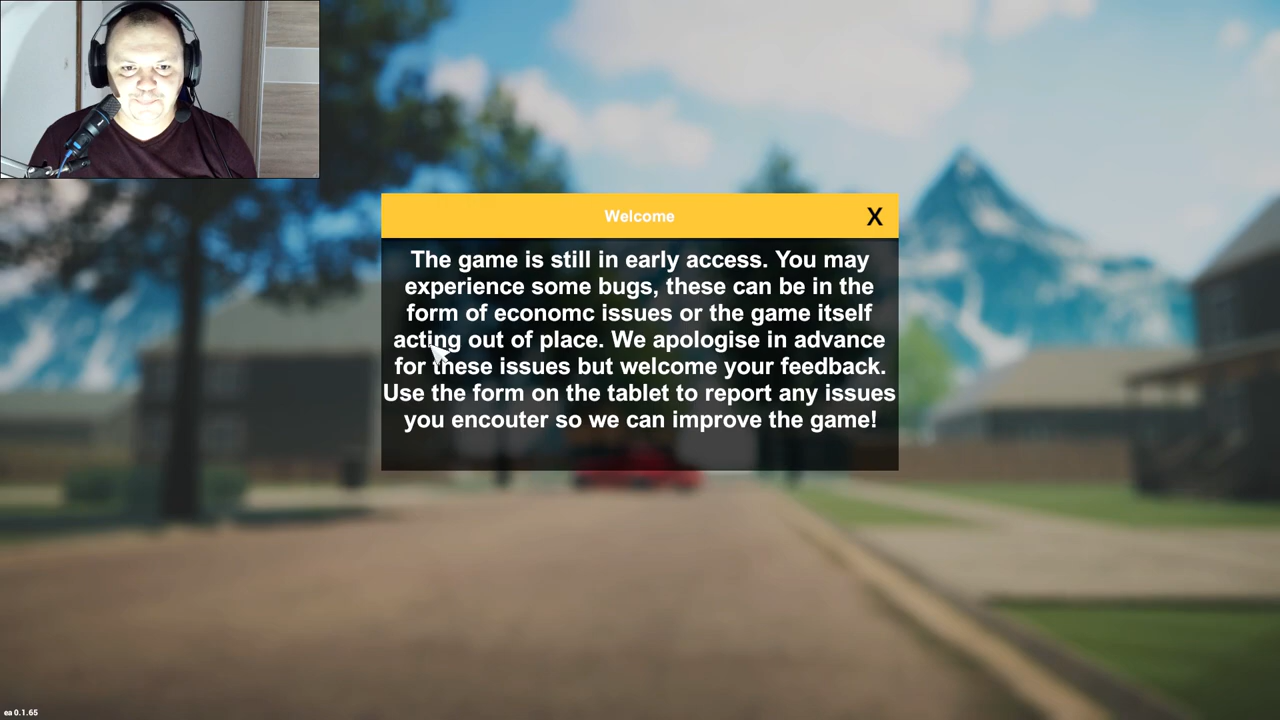 Welcome
X
The game is still in early access. You may
experience some bugs, these can be in the
form of economc issues or the game itself
acting out of place. We apologise in advance
for these issues but welcome your feedback.
Use the form on the tablet to report any issues
you encouter so we can improve the game!
ea 0.1.65